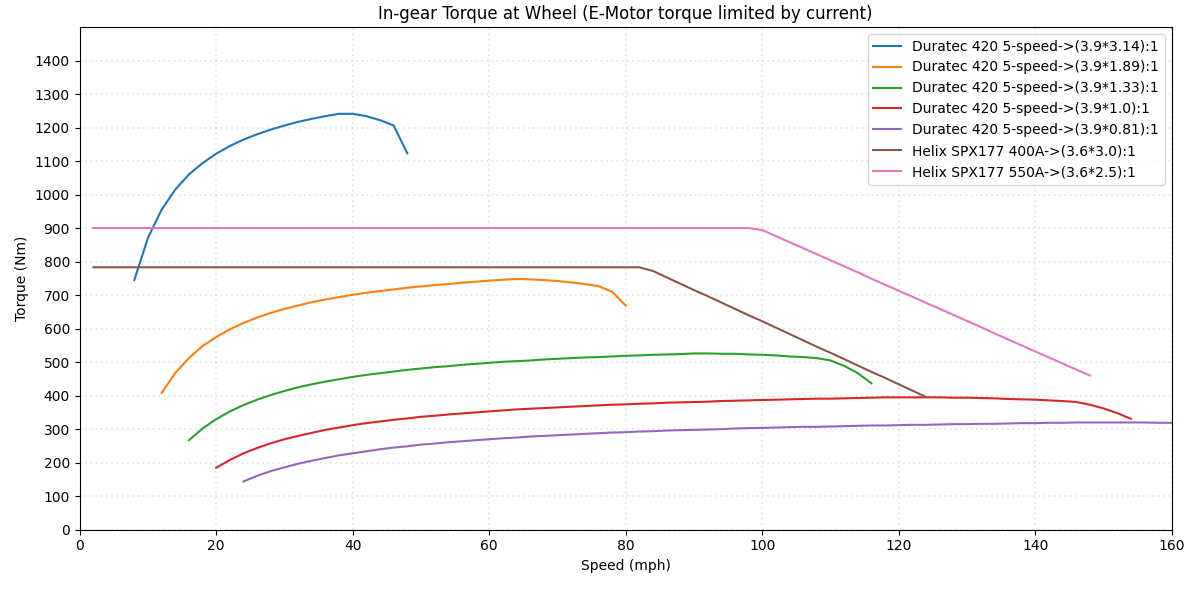 In-gear Torque at Wheel (E-Motor torque limited by current)
Duratec 420 5-speed->(3.9*3.14):1
Duratec 420 5-speed->(3.9*1.89):1
Duratec 420 5-speed->(3.9*1.33):1
Duratec 420 5-speed->(3.9*1.0):1
Duratec 420 5-speed->(3.9*0.81):1
Helix SPX177 400A->(3.6*3.0):1
Helix SPX177 550A->(3.6*2.5):1
Torque (Nm)
1400
1300
1200
1100
1000
900
800
700
600
500
400
300
200
100
0
0 20 40 60 80 100 120 140 160
Speed (mph)